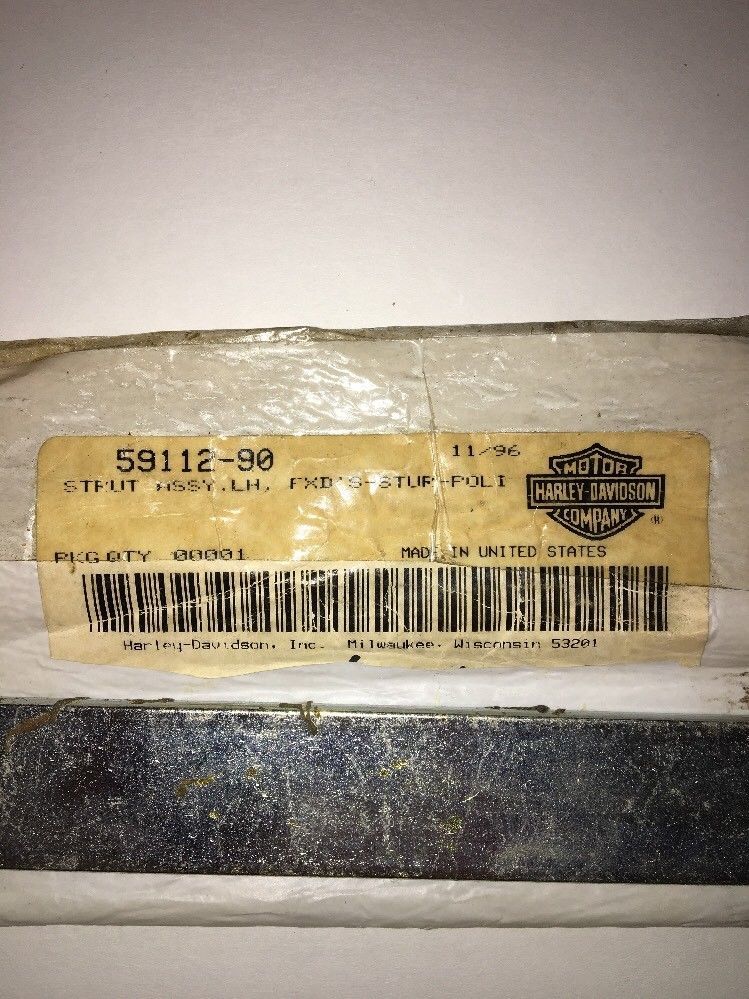 59112-90
11/96
STRUT ASSY,LH, FXD'S-STUR-POLI
MOTOR
HARLEY-DAVIDSON
COMPANY
®
PKG QTY 00001
MADE IN UNITED STATES
Harley-Davidson, Inc. Milwaukee, Wisconsin 53201